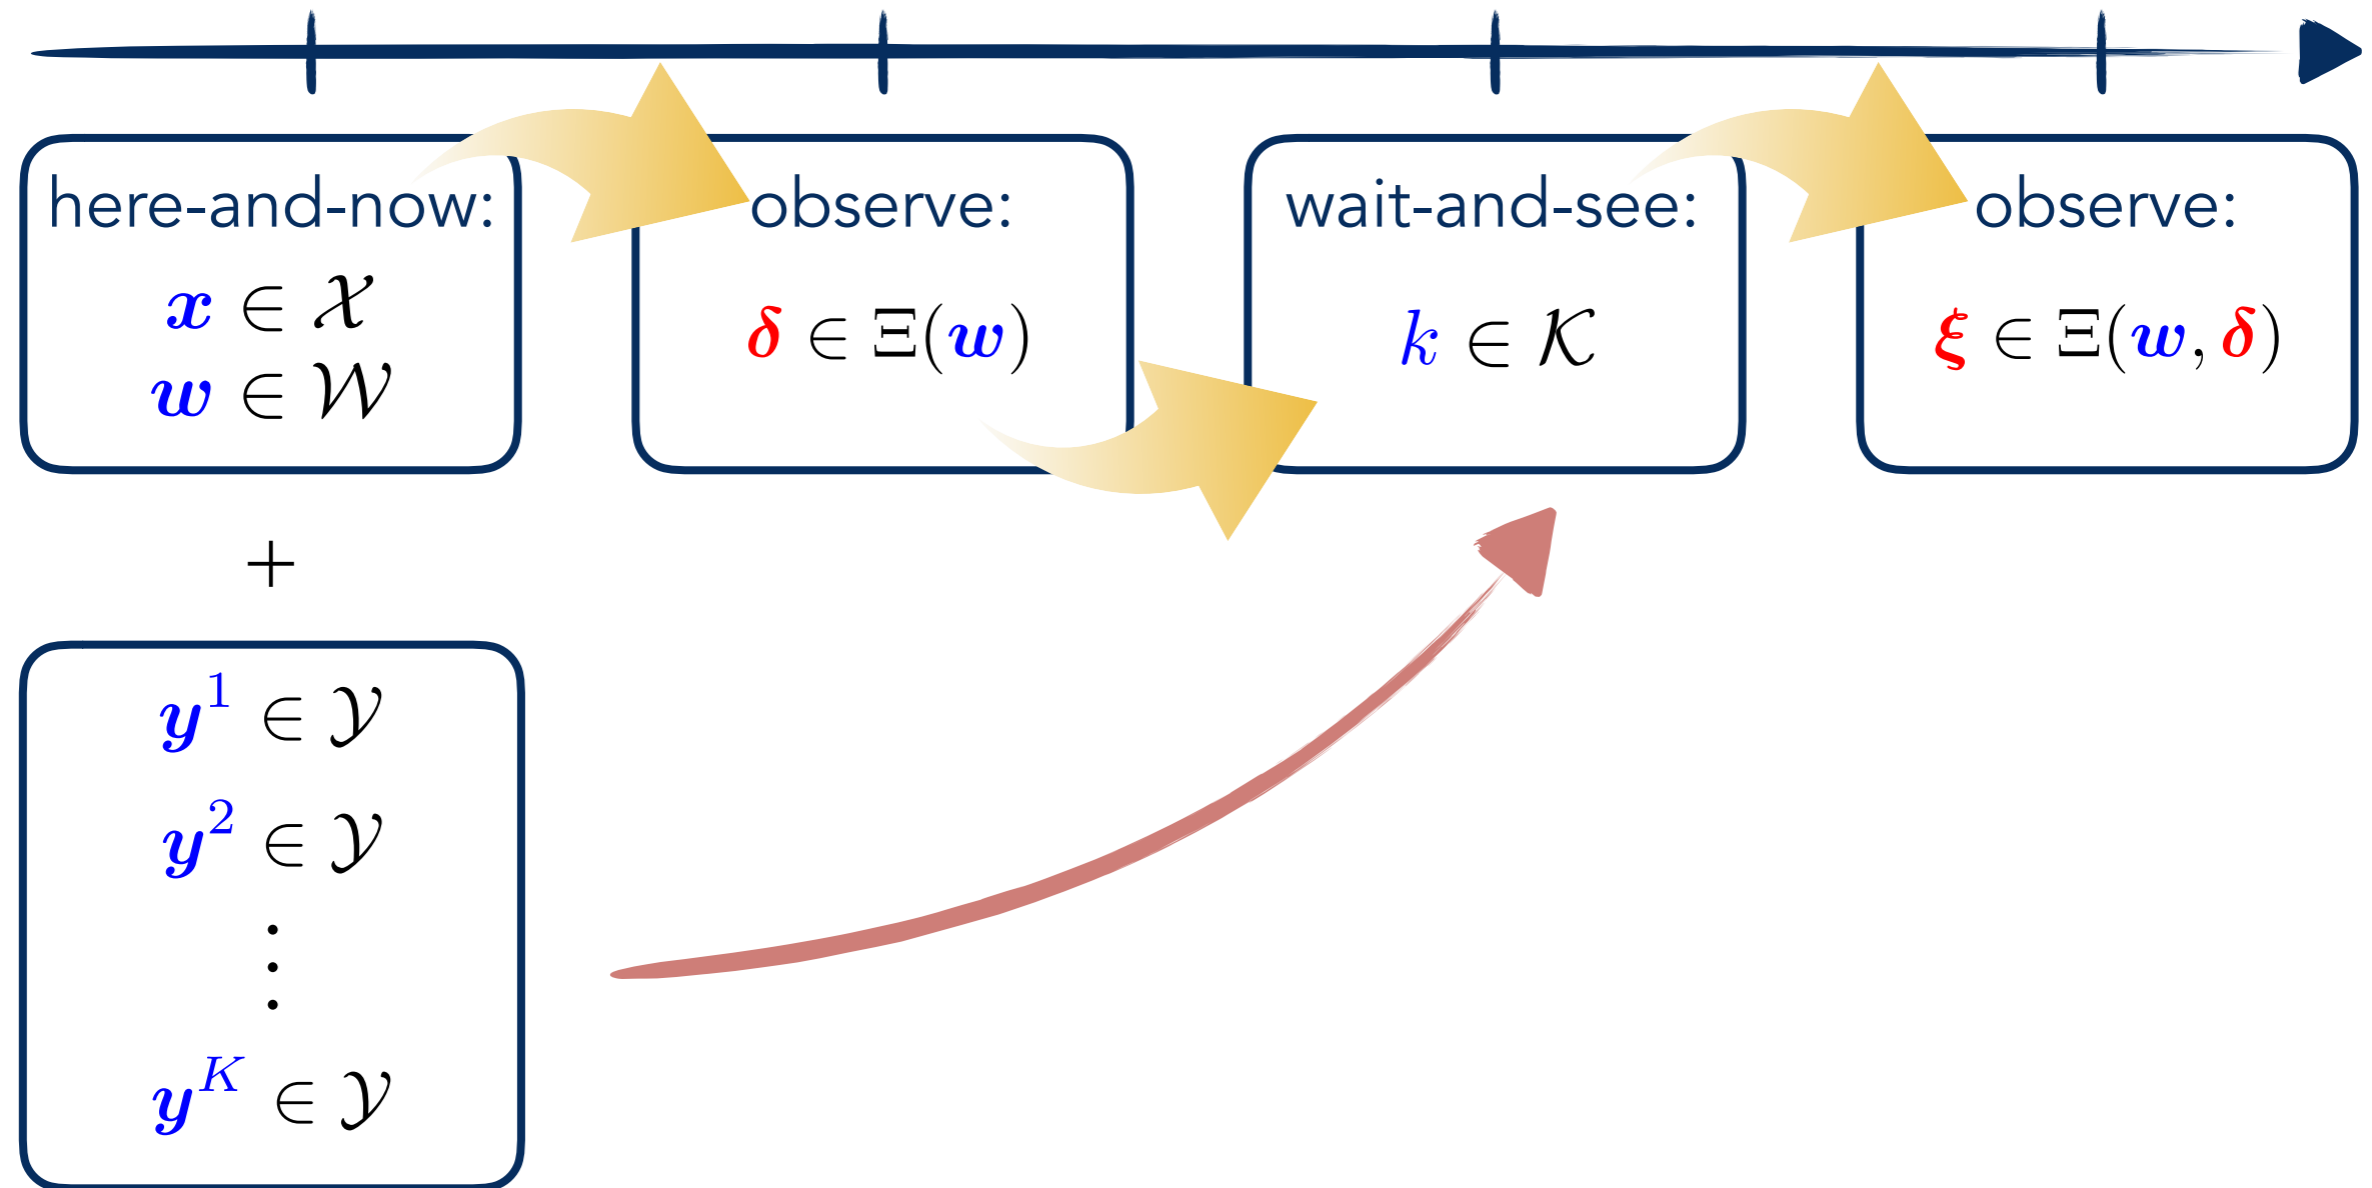 here-and-now:
x ∈ 𝒳
w ∈ 𝒲
observe:
δ ∈ Ξ(w)
wait-and-see:
k ∈ 𝒦
observe:
ξ ∈ Ξ(w, δ)
+
y¹ ∈ 𝒴
y² ∈ 𝒴
⋮
yᴷ ∈ 𝒴